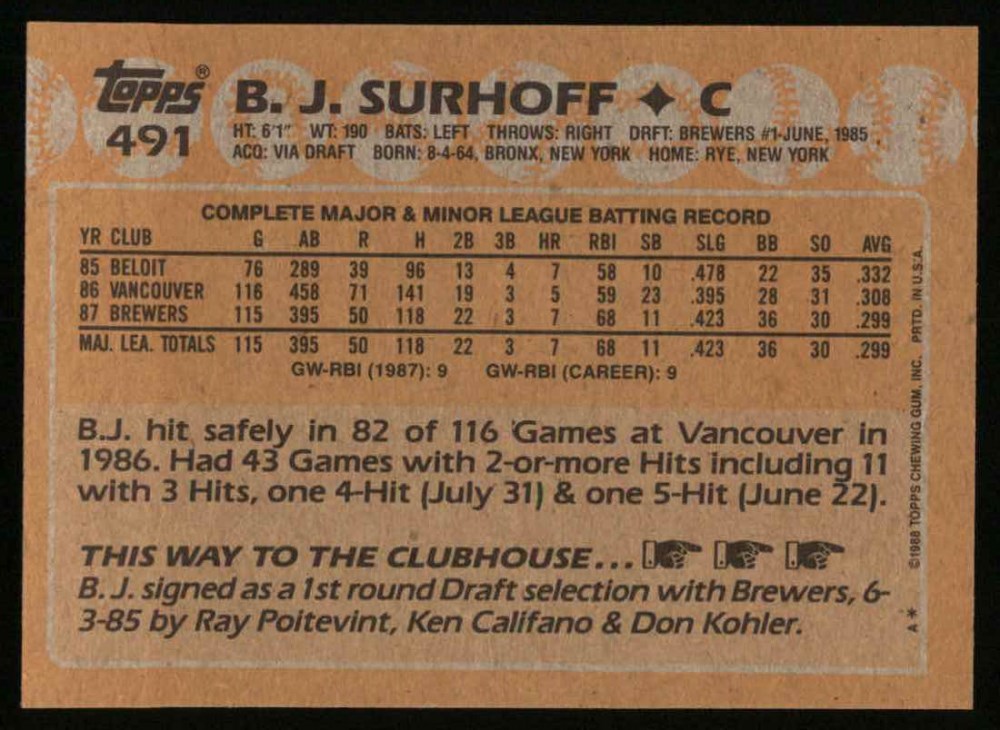 topps® B. J. SURHOFF ✦ C
491 HT: 6'1" WT: 190 BATS: LEFT THROWS: RIGHT DRFT: BREWERS #1-JUNE, 1985
ACQ: VIA DRAFT BORN: 8-4-64, BRONX, NEW YORK HOME: RYE, NEW YORK
COMPLETE MAJOR & MINOR LEAGUE BATTING RECORD
YR CLUB G AB R H 2B 3B HR RBI SB SLG BB SO AVG
85 BELOIT 76 289 39 96 13 4 7 58 10 .478 22 35 .332
86 VANCOUVER 116 458 71 141 19 3 5 59 23 .395 28 31 .308
87 BREWERS 115 395 50 118 22 3 7 68 11 .423 36 30 .299
MAJ. LEA. TOTALS 115 395 50 118 22 3 7 68 11 .423 36 30 .299
GW-RBI (1987): 9 GW-RBI (CAREER): 9
B.J. hit safely in 82 of 116 Games at Vancouver in
1986. Had 43 Games with 2-or-more Hits including 11
with 3 Hits, one 4-Hit (July 31) & one 5-Hit (June 22).
THIS WAY TO THE CLUBHOUSE...
B. J. signed as a 1st round Draft selection with Brewers, 6-
3-85 by Ray Poitevint, Ken Califano & Don Kohler.
©1988 TOPPS CHEWING GUM, INC. PRTD. IN U.S.A.
A*